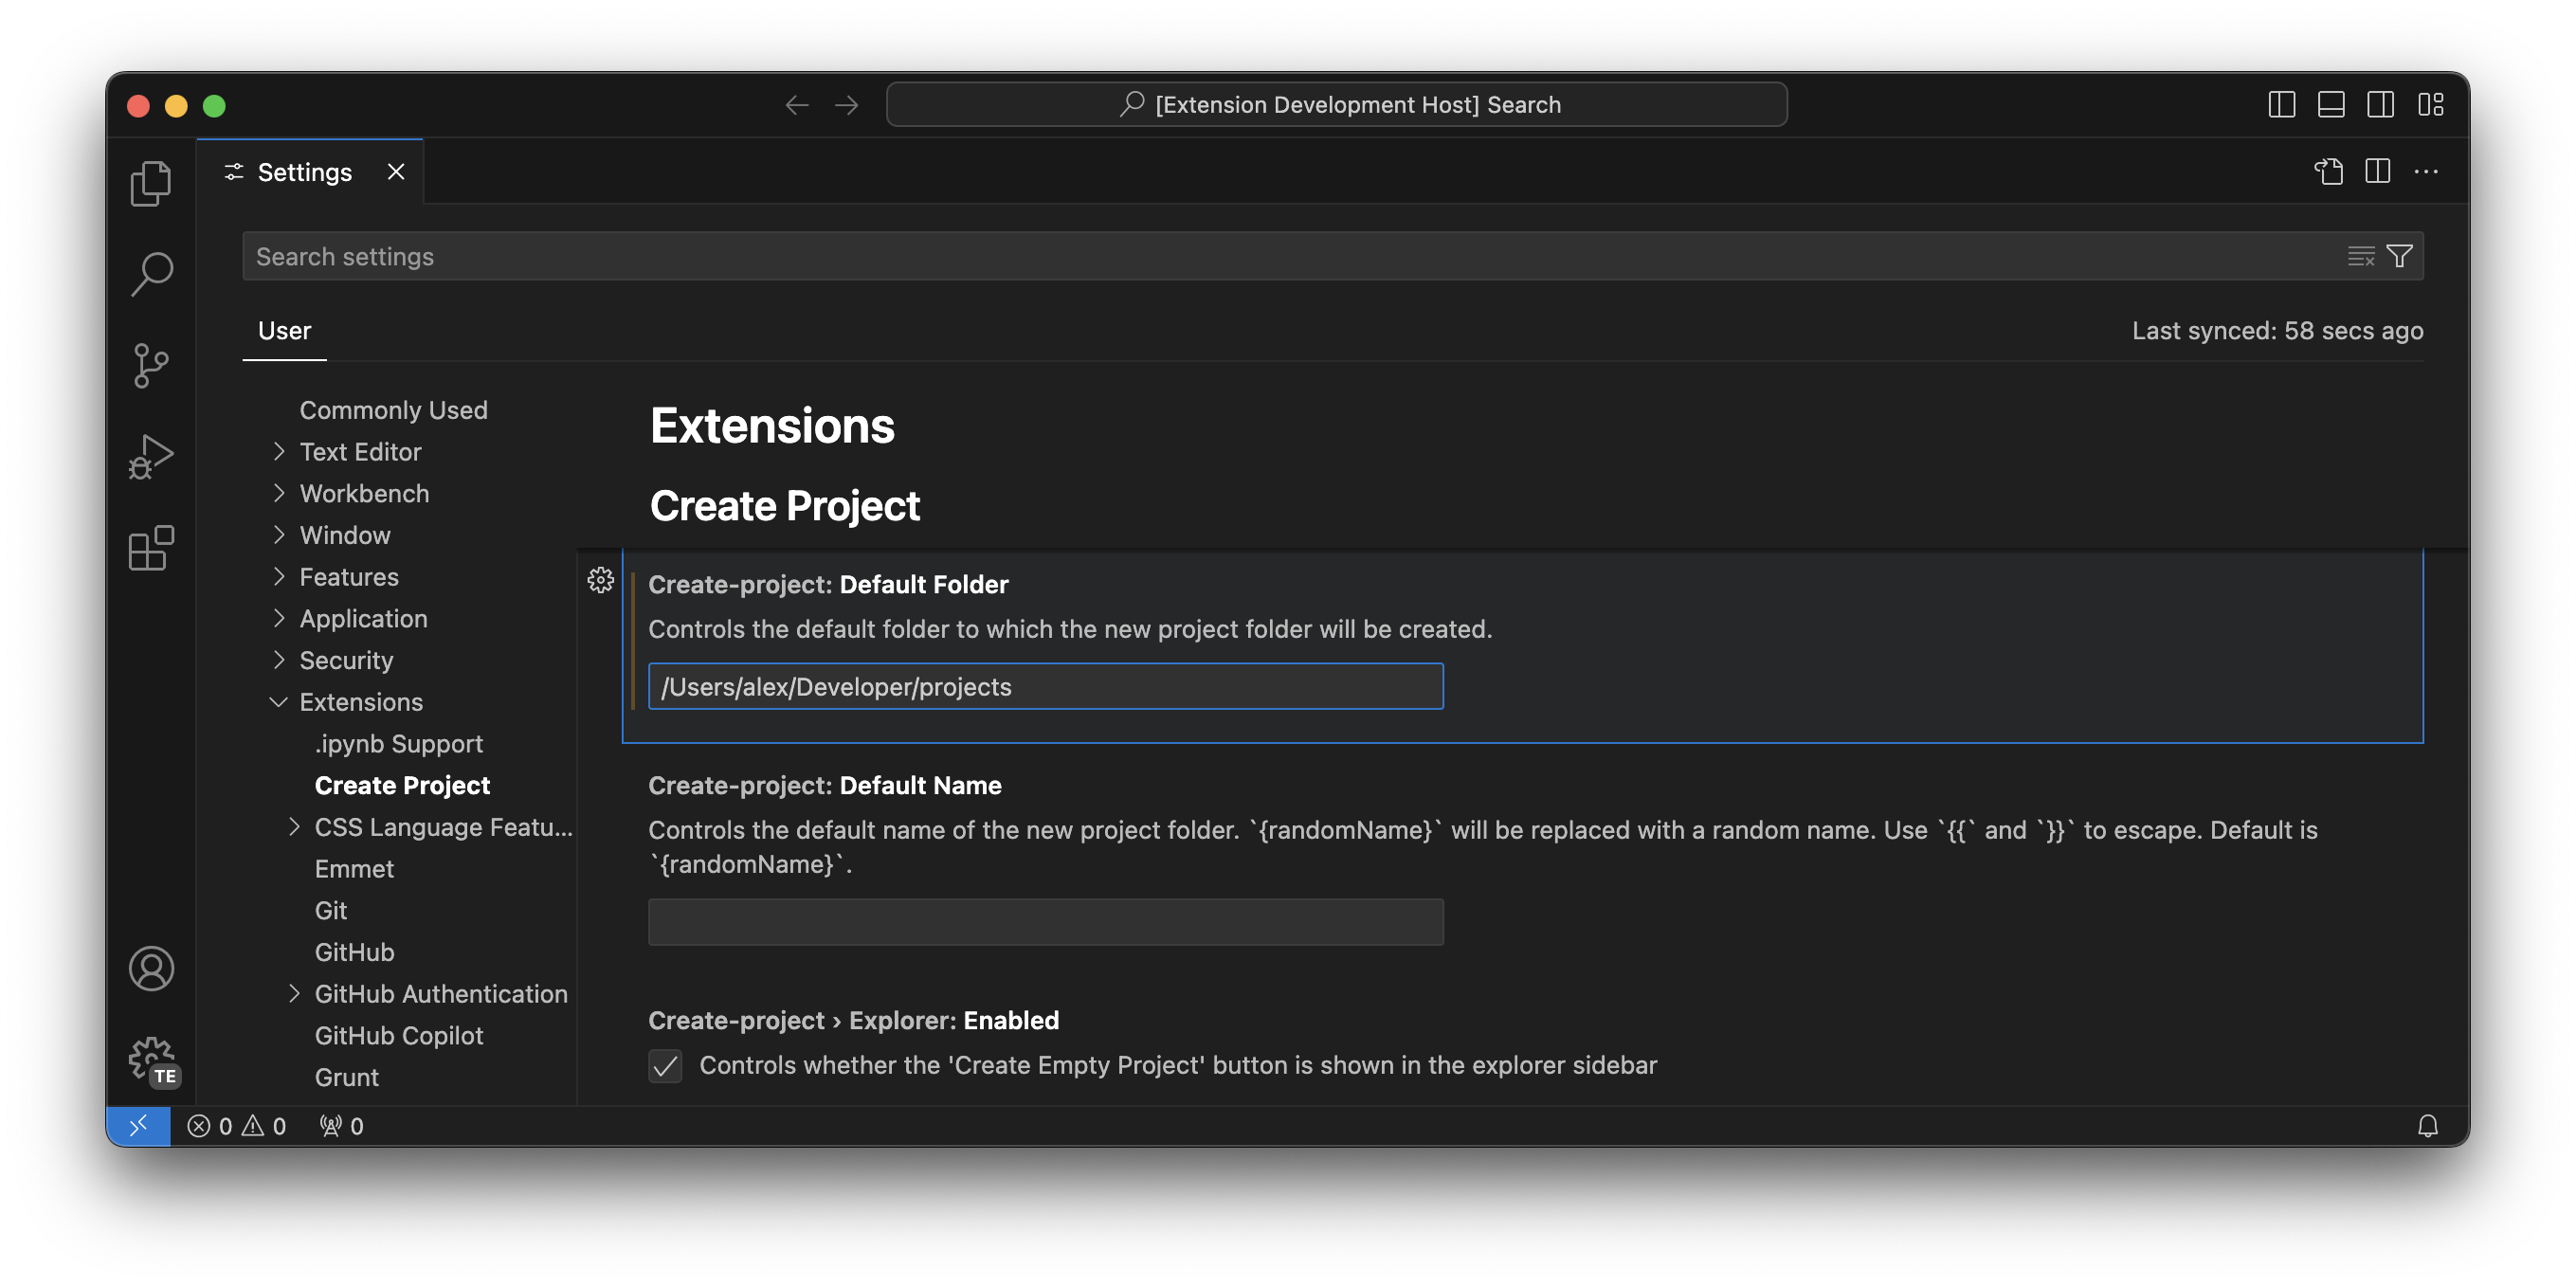 [Extension Development Host] Search
Settings
Search settings
User
Last synced: 58 secs ago
Commonly Used
Text Editor
Workbench
Window
Features
Application
Security
Extensions
.ipynb Support
Create Project
CSS Language Featu...
Emmet
Git
GitHub
GitHub Authentication
GitHub Copilot
Grunt
Extensions
Create Project
Create-project: Default Folder
Controls the default folder to which the new project folder will be created.
/Users/alex/Developer/projects
Create-project: Default Name
Controls the default name of the new project folder. `{randomName}` will be replaced with a random name. Use `{{` and `}}` to escape. Default is
`{randomName}`.
Create-project › Explorer: Enabled
Controls whether the 'Create Empty Project' button is shown in the explorer sidebar
TE
0 0 0